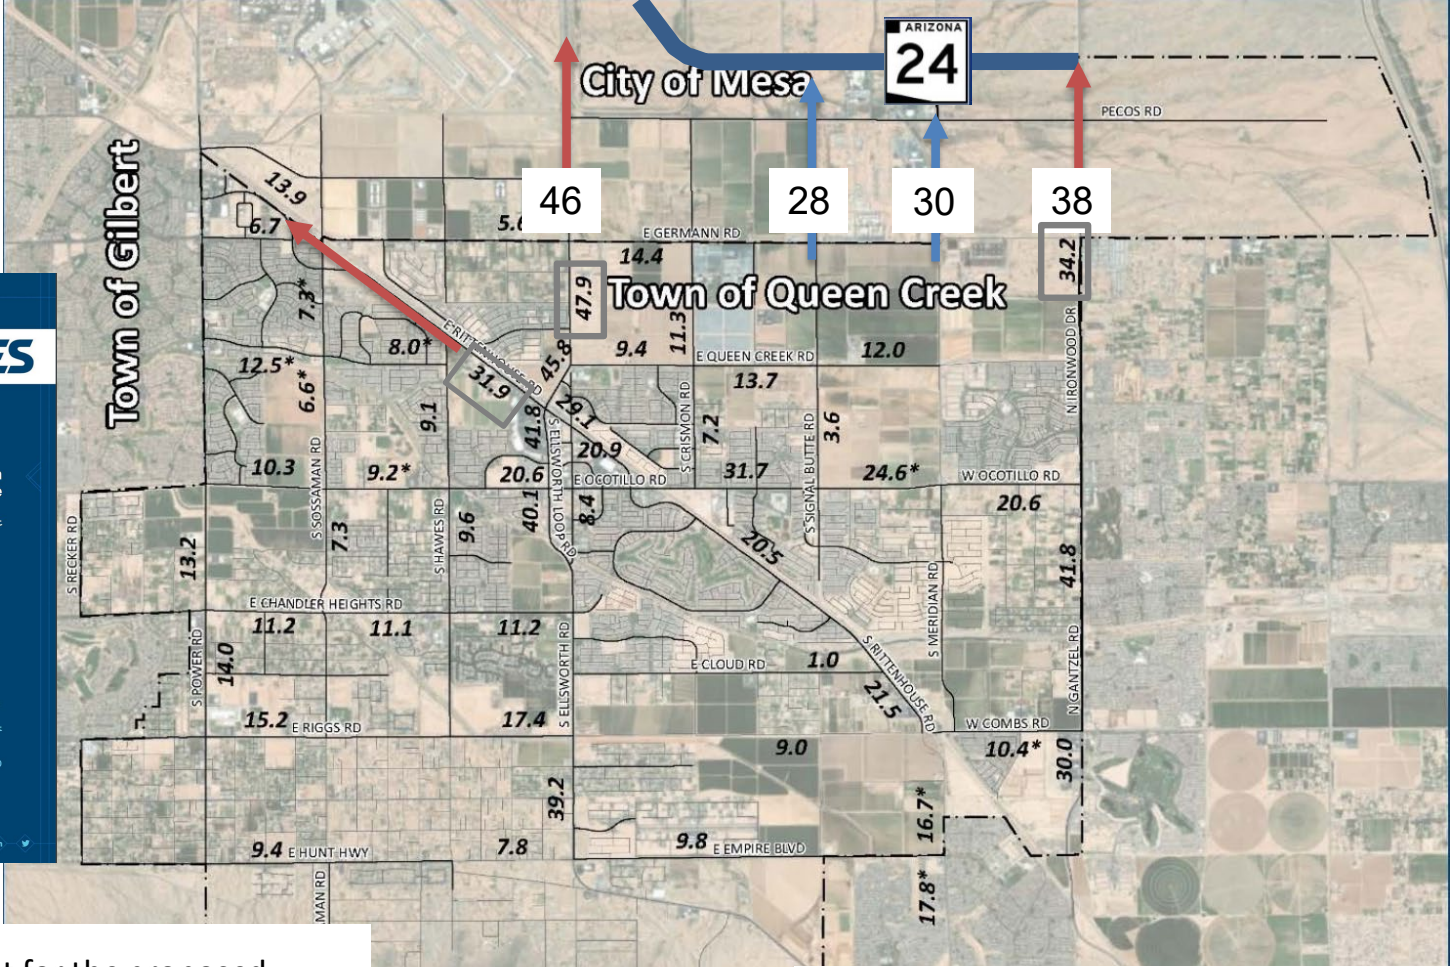 ARIZONA
24
City of Mesa
PECOS RD
Town of Gilbert
13.9
46
28
30
38
6.7
E GERMANN RD
14.4
34.2
47.9
Town of Queen Creek
7.3*
11.3
N IRONWOOD DR
E RITTENHOUSE RD
8.0*
9.4
E QUEEN CREEK RD
12.0
ES
12.5*
45.8
31.9
13.7
6.6*
9.1
29.1
41.8
S CRISMON RD
7.2
S SIGNAL BUTTE RD
3.6
20.9
10.3
9.2*
20.6
E OCOTILLO RD
31.7
24.6*
W OCOTILLO RD
20.6
S SOSSAMAN RD
S ELLSWORTH LOOP RD
40.1
8.4
S RECKER RD
13.2
7.3
S HAWES RD
9.6
20.5
41.8
E CHANDLER HEIGHTS RD
S MERIDIAN RD
11.2
11.1
11.2
S POWER RD
14.0
S ELLSWORTH RD
E CLOUD RD
1.0
S RITTENHOUSE RD
21.5
N GANTZEL RD
15.2
E RIGGS RD
17.4
W COMBS RD
9.0
10.4*
30.0
39.2
16.7*
9.4
E HUNT HWY
7.8
9.8
E EMPIRE BLVD
MAN RD
17.8*